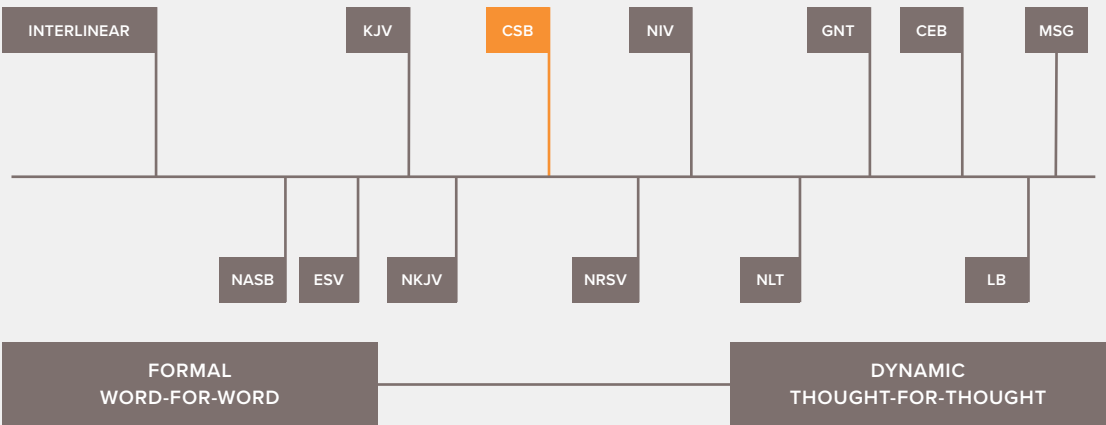 INTERLINEAR
KJV
CSB
NIV
GNT
CEB
MSG
NASB
ESV
NKJV
NRSV
NLT
LB
FORMAL
WORD-FOR-WORD
DYNAMIC
THOUGHT-FOR-THOUGHT